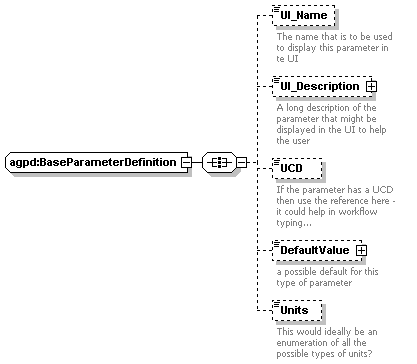 UI_Name
The name that is to be used
to display this parameter in
te UI
UI_Description
A long description of the
parameter that might be
displayed in the UI to help
the user
agpd:BaseParameterDefinition
UCD
If the parameter has a UCD
then use the reference here -
it could help in workflow
typing...
DefaultValue
a possible default for this
type of parameter
Units
This would ideally be an
enumeration of all the
possible types of units?